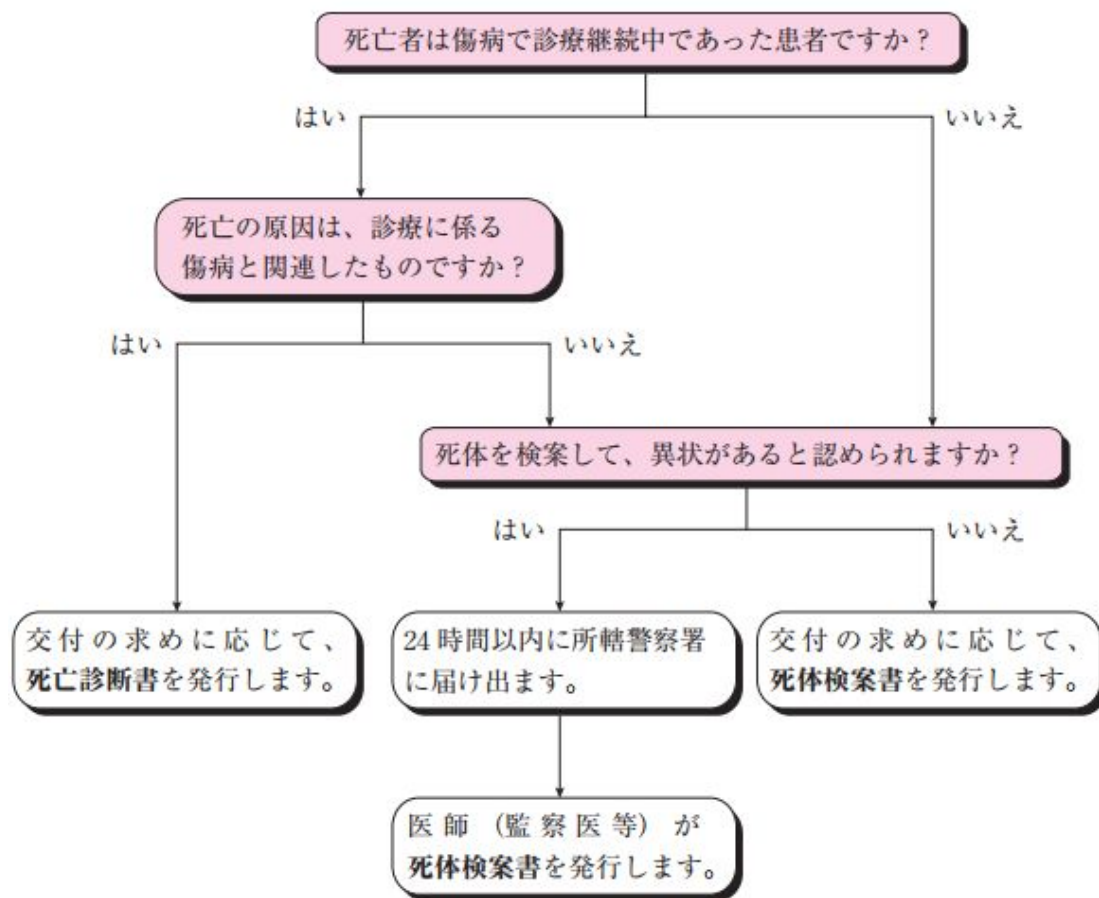 死亡者は傷病で診療継続中であった患者ですか？
はい
いいえ
死亡の原因は、診療に係る
傷病と関連したものですか？
はい
いいえ
死体を検案して、異状があると認められますか？
はい
いいえ
交付の求めに応じて、
死亡診断書を発行します。
24時間以内に所轄警察署
に届け出ます。
交付の求めに応じて、
死体検案書を発行します。
医師（監察医等）が
死体検案書を発行します。